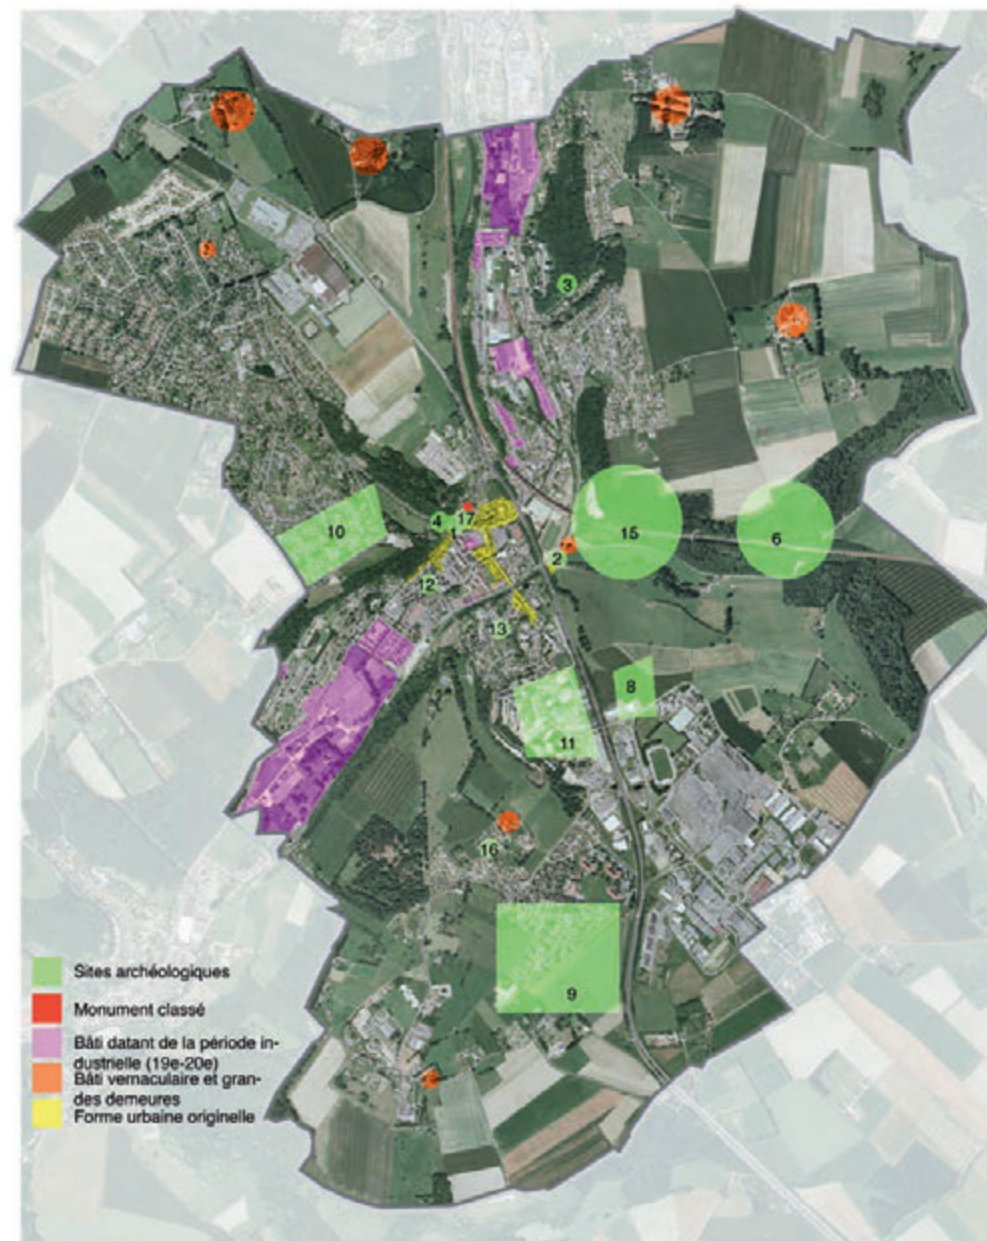 3
10
4
17
1
2
15
6
12
13
8
11
16
9
Sites archéologiques
Monument classé
Bâti datant de la période in-
dustrielle (19e-20e)
Bâti vernaculaire et gran-
des demeures
Forme urbaine originelle